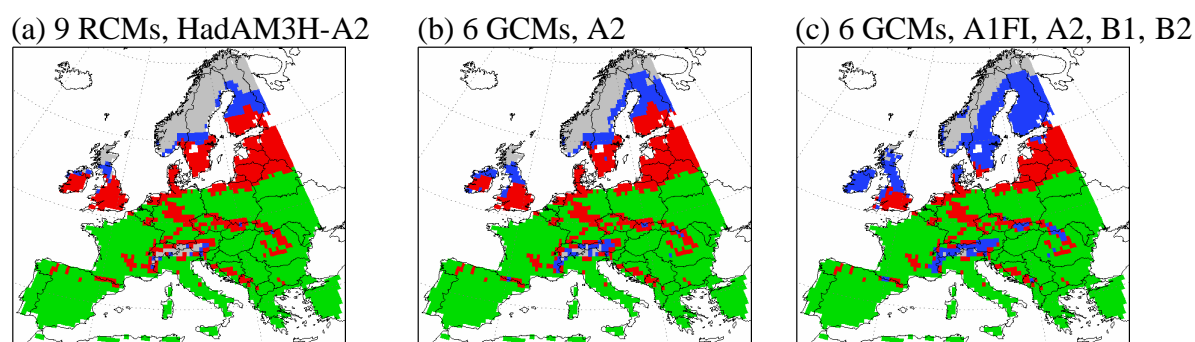 (a) 9 RCMs, HadAM3H-A2
(b) 6 GCMs, A2
(c) 6 GCMs, A1FI, A2, B1, B2